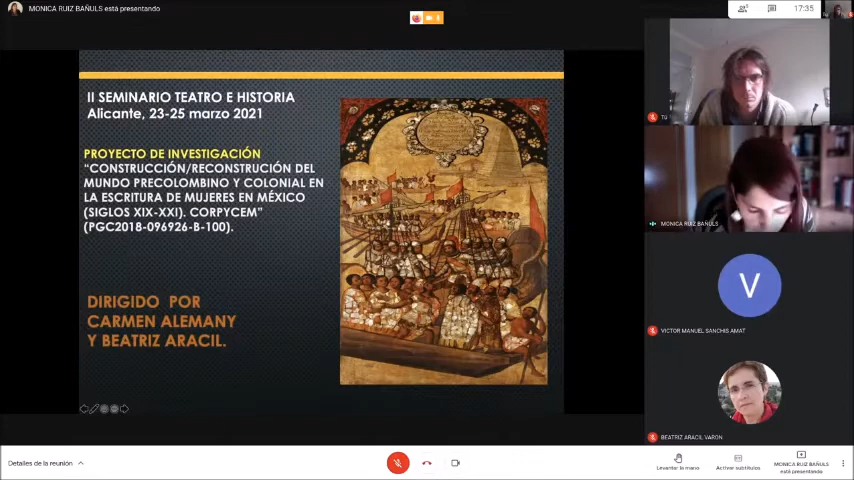 MONICA RUIZ BAÑULS está presentando
17:35
II SEMINARIO TEATRO E HISTORIA
Alicante, 23-25 marzo 2021
PROYECTO DE INVESTIGACIÓN
"CONSTRUCCIÓN/RECONSTRUCIÓN DEL
MUNDO PRECOLOMBINO Y COLONIAL EN
LA ESCRITURA DE MUJERES EN MÉXICO
(SIGLOS XIX-XXI). CORPYCEM"
(PGC2018-096926-B-100).
DIRIGIDO POR
CARMEN ALEMANY
Y BEATRIZ ARACIL.
Tú
MONICA RUIZ BAÑULS
V
VICTOR MANUEL SANCHIS AMAT
BEATRIZ ARACIL VARON
Detalles de la reunión
Levantar la mano
Activar subtítulos
MONICA RUIZ BAÑULS
está presentando